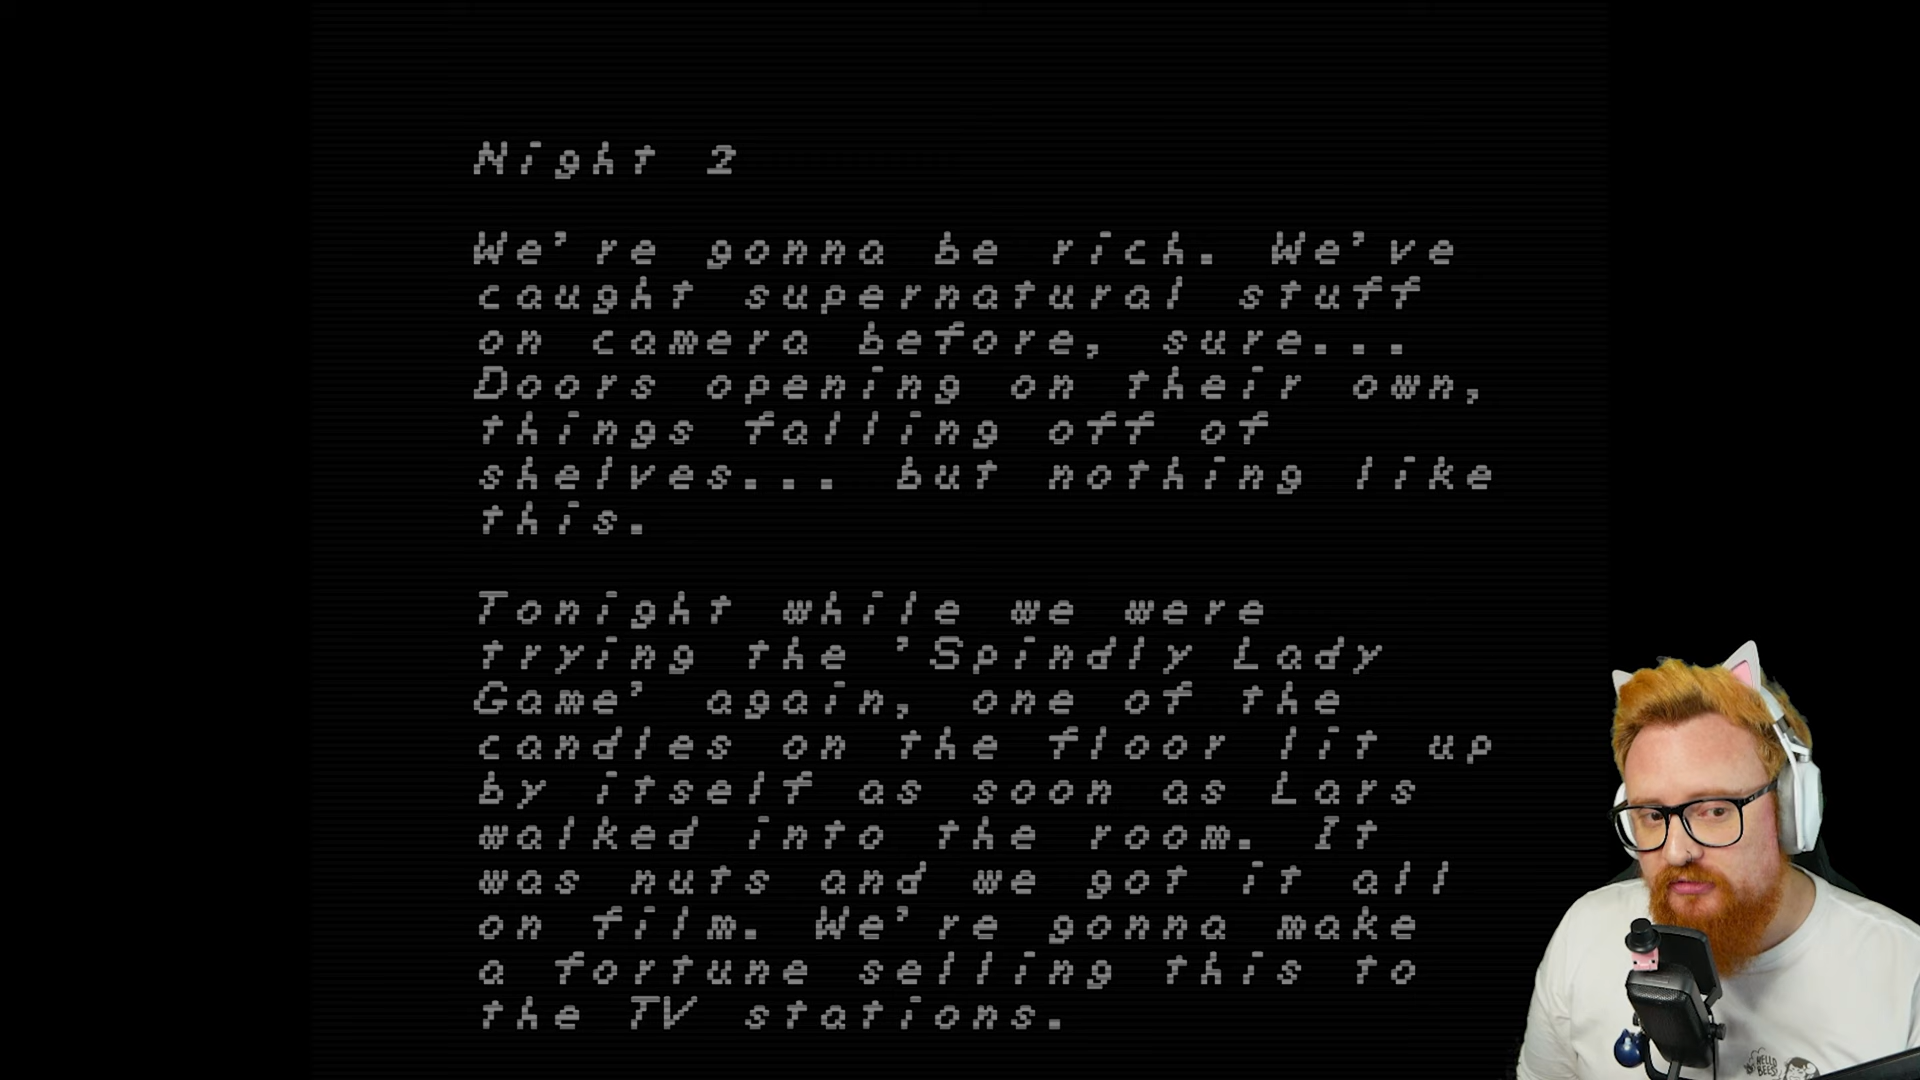 Night 2
We're gonna be rich. We've
caught supernatural stuff
on camera before, sure...
Doors opening on their own,
things falling off of
shelves... but nothing like
this.
Tonight while we were
trying the 'Spindly Lady
Game' again, one of the
candles on the floor lit up
by itself as soon as Lars
walked into the room. It
was nuts and we got it all
on film. We're gonna make
a fortune selling this to
the TV stations.
HELLO
BEES